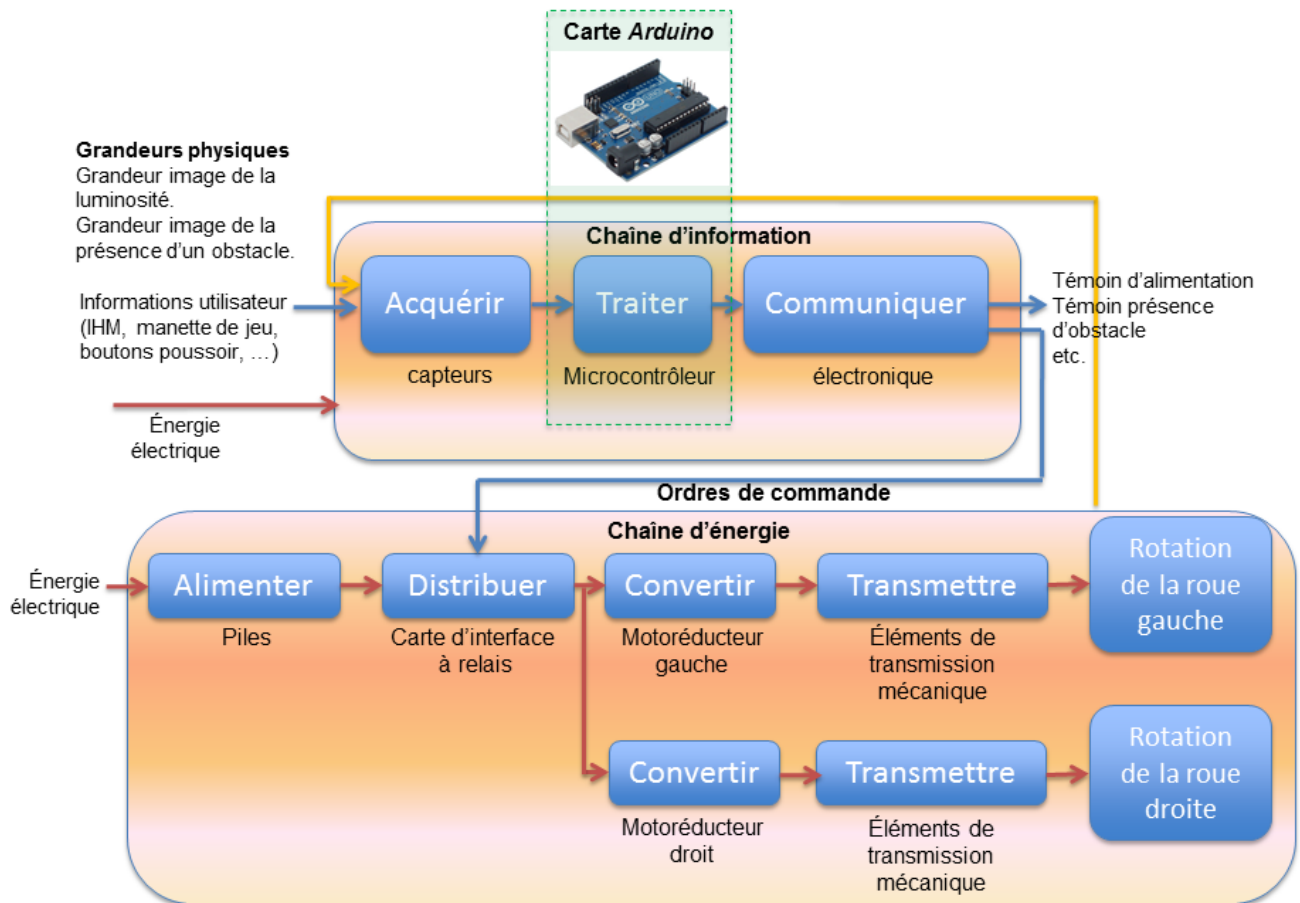 Carte Arduino
Grandeurs physiques
Grandeur image de la
luminosité.
Grandeur image de la
présence d'un obstacle.
Informations utilisateur
(IHM, manette de jeu,
boutons poussoir, …)
Énergie
électrique
Chaîne d'information
Acquérir
capteurs
Traiter
Microcontrôleur
Communiquer
électronique
Témoin d'alimentation
Témoin présence
d'obstacle
etc.
Ordres de commande
Chaîne d'énergie
Énergie
électrique
Alimenter
Piles
Distribuer
Carte d'interface
à relais
Convertir
Motoréducteur
gauche
Transmettre
Éléments de
transmission
mécanique
Rotation
de la roue
gauche
Convertir
Motoréducteur
droit
Transmettre
Éléments de
transmission
mécanique
Rotation
de la roue
droite